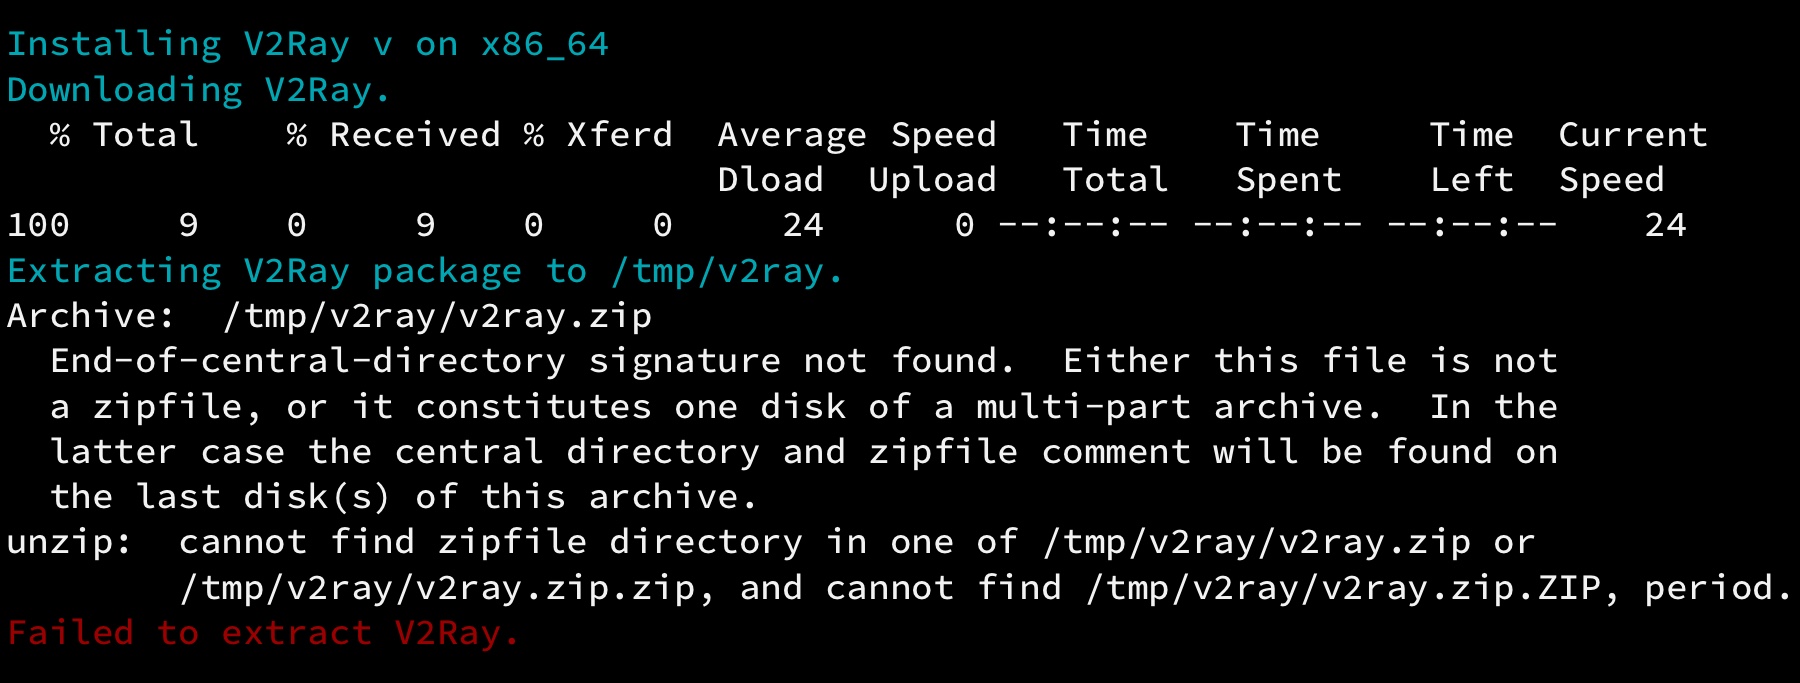 Installing V2Ray v on x86_64
Downloading V2Ray.
  % Total    % Received % Xferd  Average Speed   Time    Time     Time  Current
                                 Dload  Upload   Total   Spent    Left  Speed
100     9    0     9    0     0     24      0 --:--:-- --:--:-- --:--:--    24
Extracting V2Ray package to /tmp/v2ray.
Archive:  /tmp/v2ray/v2ray.zip
  End-of-central-directory signature not found.  Either this file is not
  a zipfile, or it constitutes one disk of a multi-part archive.  In the
  latter case the central directory and zipfile comment will be found on
  the last disk(s) of this archive.
unzip:  cannot find zipfile directory in one of /tmp/v2ray/v2ray.zip or
        /tmp/v2ray/v2ray.zip.zip, and cannot find /tmp/v2ray/v2ray.zip.ZIP, period.
Failed to extract V2Ray.